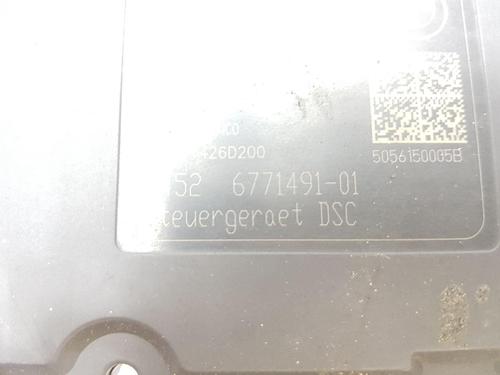 426D200
5056150005B
52 6771491-01
teuergeraet DSC